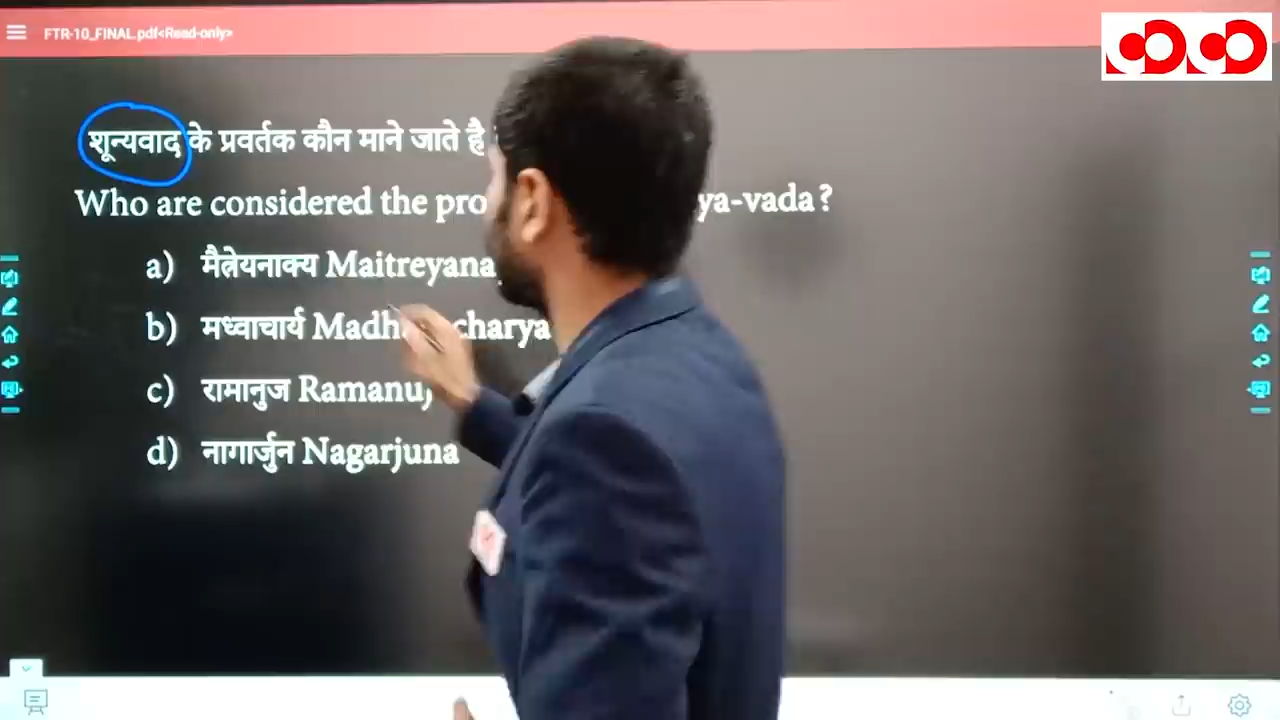 FTR-10_FINAL.pdf<Read-only>
शून्यवाद के प्रवर्तक कौन माने जाते है
Who are considered the pro ya-vada?
a) मैत्रेयनाक्य Maitreyana
b) मध्वाचार्य Madh charya
c) रामानुज Ramanuj
d) नागार्जुन Nagarjuna